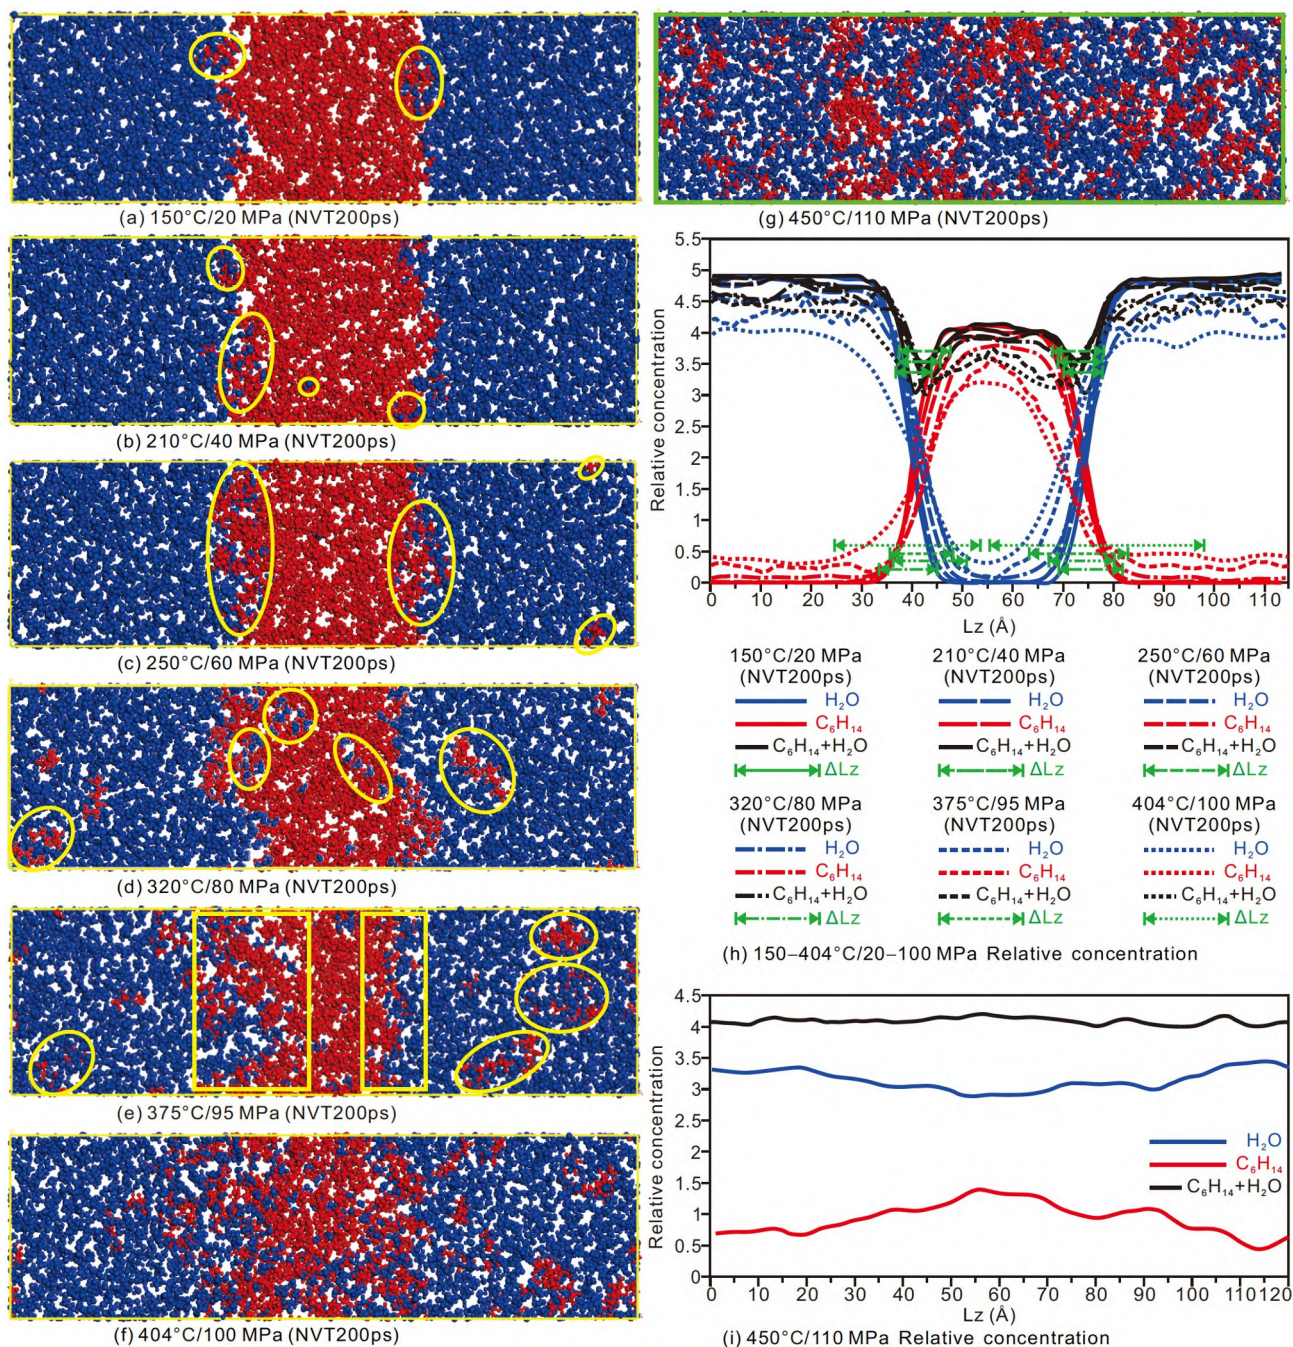 (a) 150°C/20 MPa (NVT200ps)
(b) 210°C/40 MPa (NVT200ps)
(c) 250°C/60 MPa (NVT200ps)
(d) 320°C/80 MPa (NVT200ps)
(e) 375°C/95 MPa (NVT200ps)
(f) 404°C/100 MPa (NVT200ps)
(g) 450°C/110 MPa (NVT200ps)
Relative concentration
5.5
5
4.5
4
3.5
3
2.5
2
1.5
1
0.5
0
0 10 20 30 40 50 60 70 80 90 100 110
Lz (Å)
150°C/20 MPa 210°C/40 MPa 250°C/60 MPa
(NVT200ps) (NVT200ps) (NVT200ps)
H₂O H₂O H₂O
C₆H₁₄ C₆H₁₄ C₆H₁₄
C₆H₁₄+H₂O C₆H₁₄+H₂O C₆H₁₄+H₂O
ΔLz ΔLz ΔLz
320°C/80 MPa 375°C/95 MPa 404°C/100 MPa
(NVT200ps) (NVT200ps) (NVT200ps)
H₂O H₂O H₂O
C₆H₁₄ C₆H₁₄ C₆H₁₄
C₆H₁₄+H₂O C₆H₁₄+H₂O C₆H₁₄+H₂O
ΔLz ΔLz ΔLz
(h) 150–404°C/20–100 MPa Relative concentration
Relative concentration
4.5
4
3.5
3
2.5
2
1.5
1
0.5
0
H₂O
C₆H₁₄
C₆H₁₄+H₂O
0 10 20 30 40 50 60 70 80 90 100 110 120
Lz (Å)
(i) 450°C/110 MPa Relative concentration